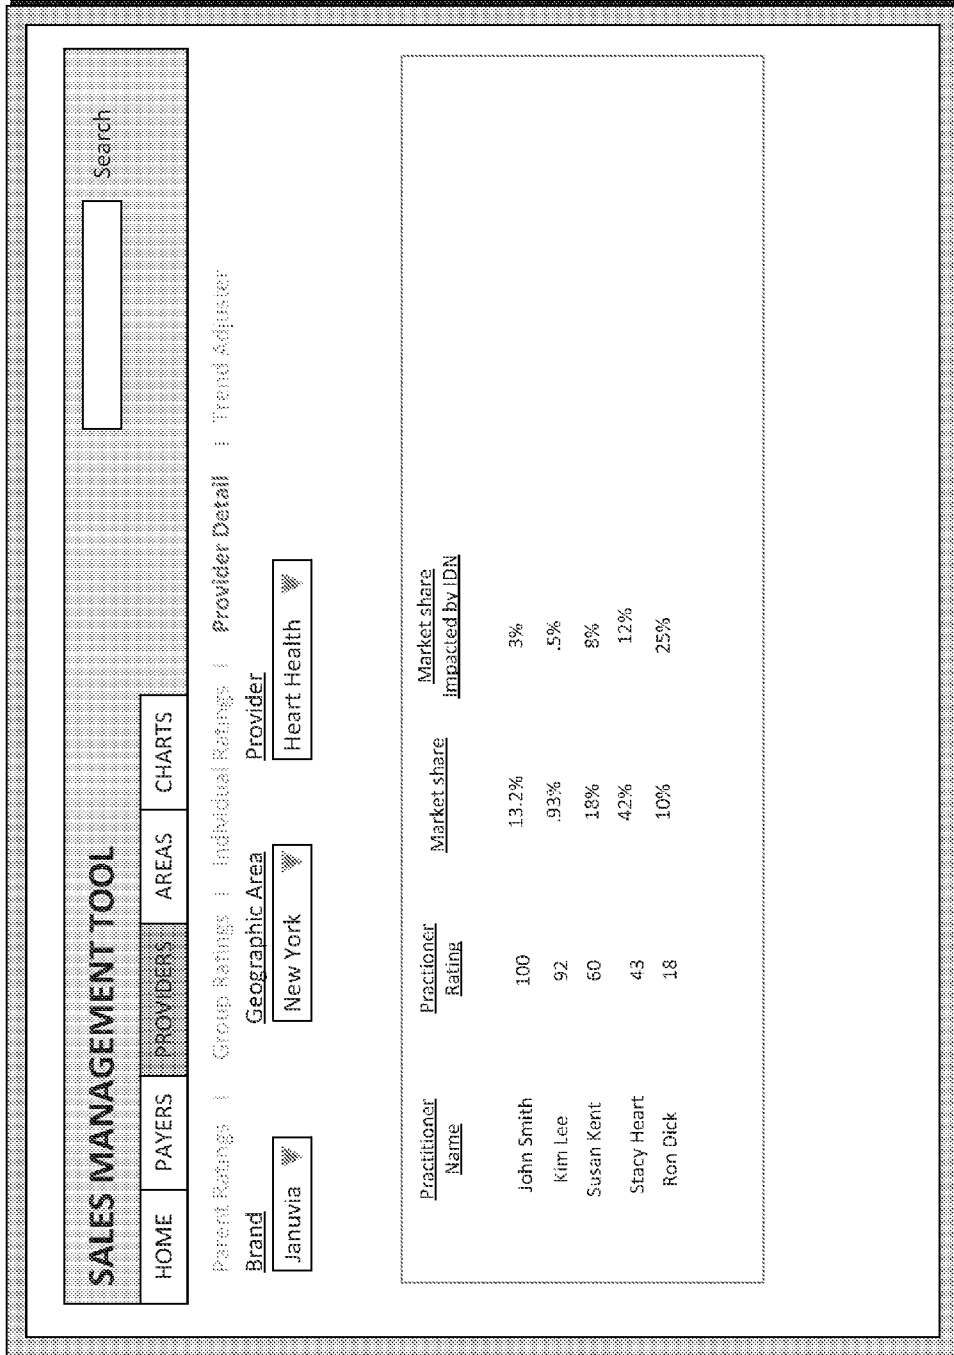 SALES MANAGEMENT TOOL
Search
HOME PAYERS PROVIDERS AREAS CHARTS
Parent Ratings | Group Ratings | Individual Ratings | Provider Detail | Trend Adjuster
Brand Geographic Area Provider
Januvia New York Heart Health
Practitioner Practioner Market share Market share
Name Rating impacted by IDN
John Smith 100 13.2% 3%
Kim Lee 92 .93% .5%
Susan Kent 60 18% 8%
Stacy Heart 43 42% 12%
Ron Dick 18 10% 25%